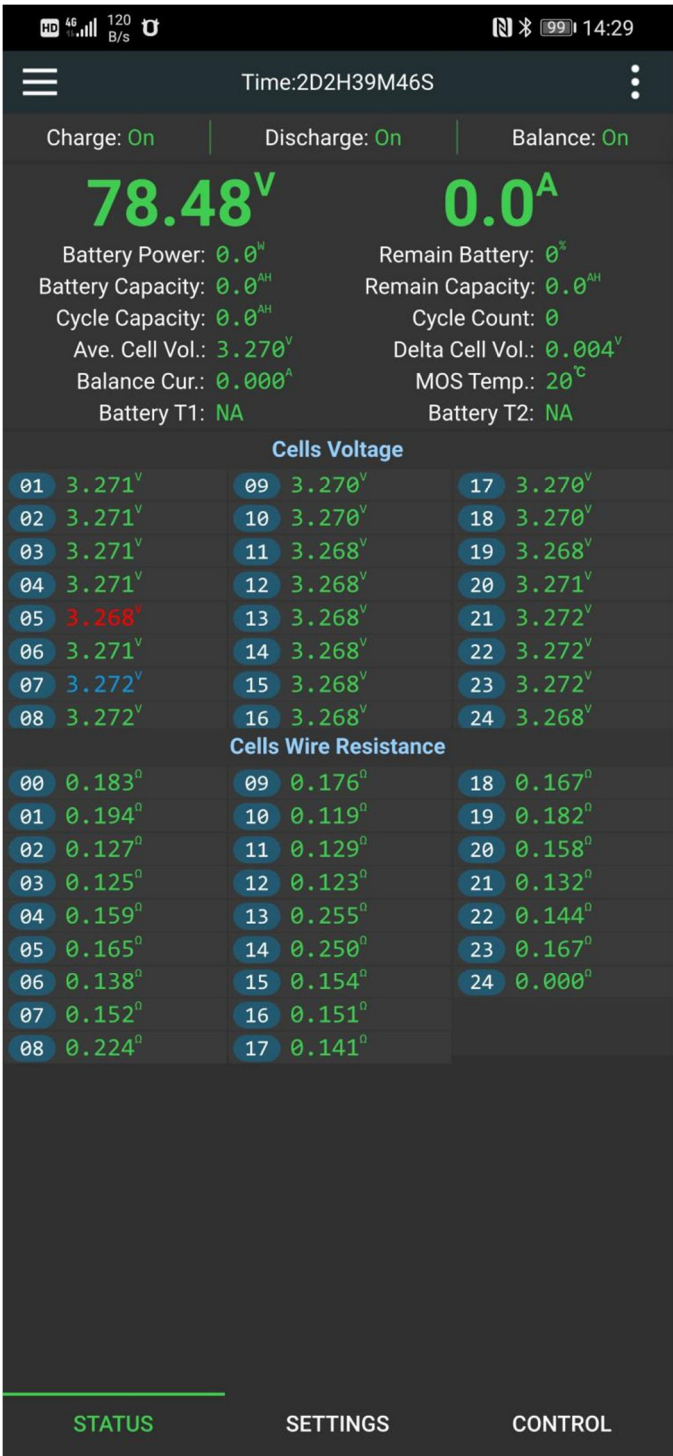 HD 4G 120 B/s 99 14:29
Time:2D2H39M46S
Charge: On Discharge: On Balance: On
78.48V 0.0A
Battery Power: 0.0W Remain Battery: 0%
Battery Capacity: 0.0AH Remain Capacity: 0.0AH
Cycle Capacity: 0.0AH Cycle Count: 0
Ave. Cell Vol.: 3.270V Delta Cell Vol.: 0.004V
Balance Cur.: 0.000A MOS Temp.: 20℃
Battery T1: NA Battery T2: NA
Cells Voltage
01 3.271V 09 3.270V 17 3.270V
02 3.271V 10 3.270V 18 3.270V
03 3.271V 11 3.268V 19 3.268V
04 3.271V 12 3.268V 20 3.271V
05 3.268V 13 3.268V 21 3.272V
06 3.271V 14 3.268V 22 3.272V
07 3.272V 15 3.268V 23 3.272V
08 3.272V 16 3.268V 24 3.268V
Cells Wire Resistance
00 0.183Ω 09 0.176Ω 18 0.167Ω
01 0.194Ω 10 0.119Ω 19 0.182Ω
02 0.127Ω 11 0.129Ω 20 0.158Ω
03 0.125Ω 12 0.123Ω 21 0.132Ω
04 0.159Ω 13 0.255Ω 22 0.144Ω
05 0.165Ω 14 0.250Ω 23 0.167Ω
06 0.138Ω 15 0.154Ω 24 0.000Ω
07 0.152Ω 16 0.151Ω
08 0.224Ω 17 0.141Ω
STATUS SETTINGS CONTROL